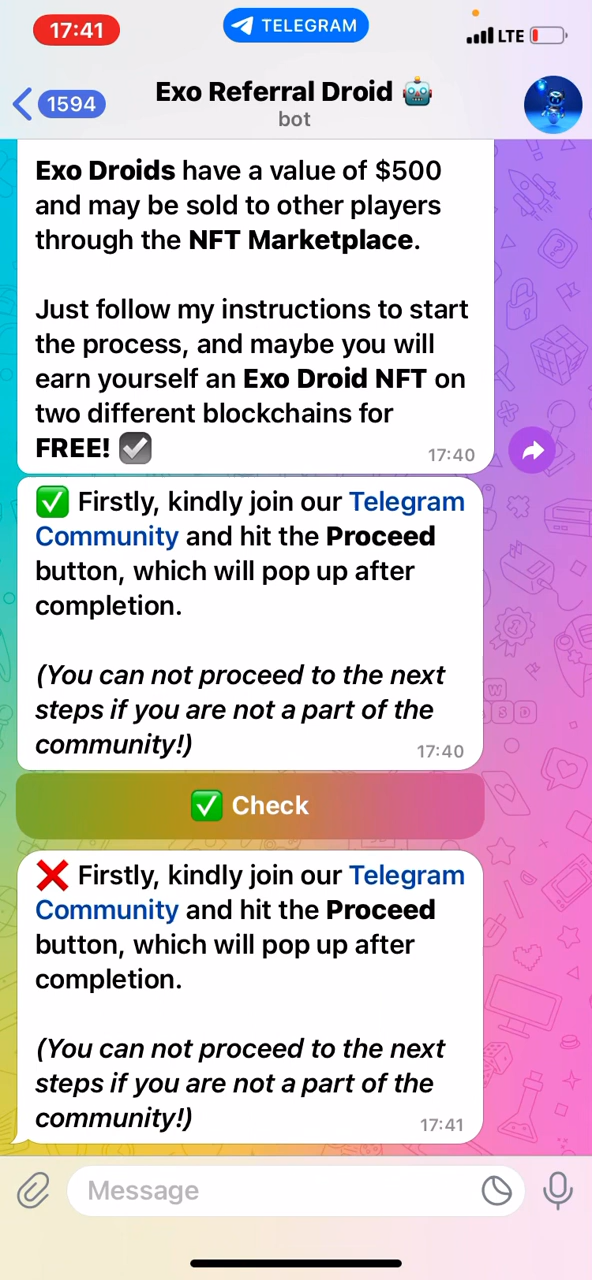 17:41
TELEGRAM
LTE
1594
Exo Referral Droid 🤖
bot
Exo Droids have a value of $500
and may be sold to other players
through the NFT Marketplace.
Just follow my instructions to start
the process, and maybe you will
earn yourself an Exo Droid NFT on
two different blockchains for
FREE! ☑️
17:40
✅ Firstly, kindly join our Telegram
Community and hit the Proceed
button, which will pop up after
completion.
(You can not proceed to the next
steps if you are not a part of the
community!)
17:40
✅ Check
❌ Firstly, kindly join our Telegram
Community and hit the Proceed
button, which will pop up after
completion.
(You can not proceed to the next
steps if you are not a part of the
community!)
17:41
Message